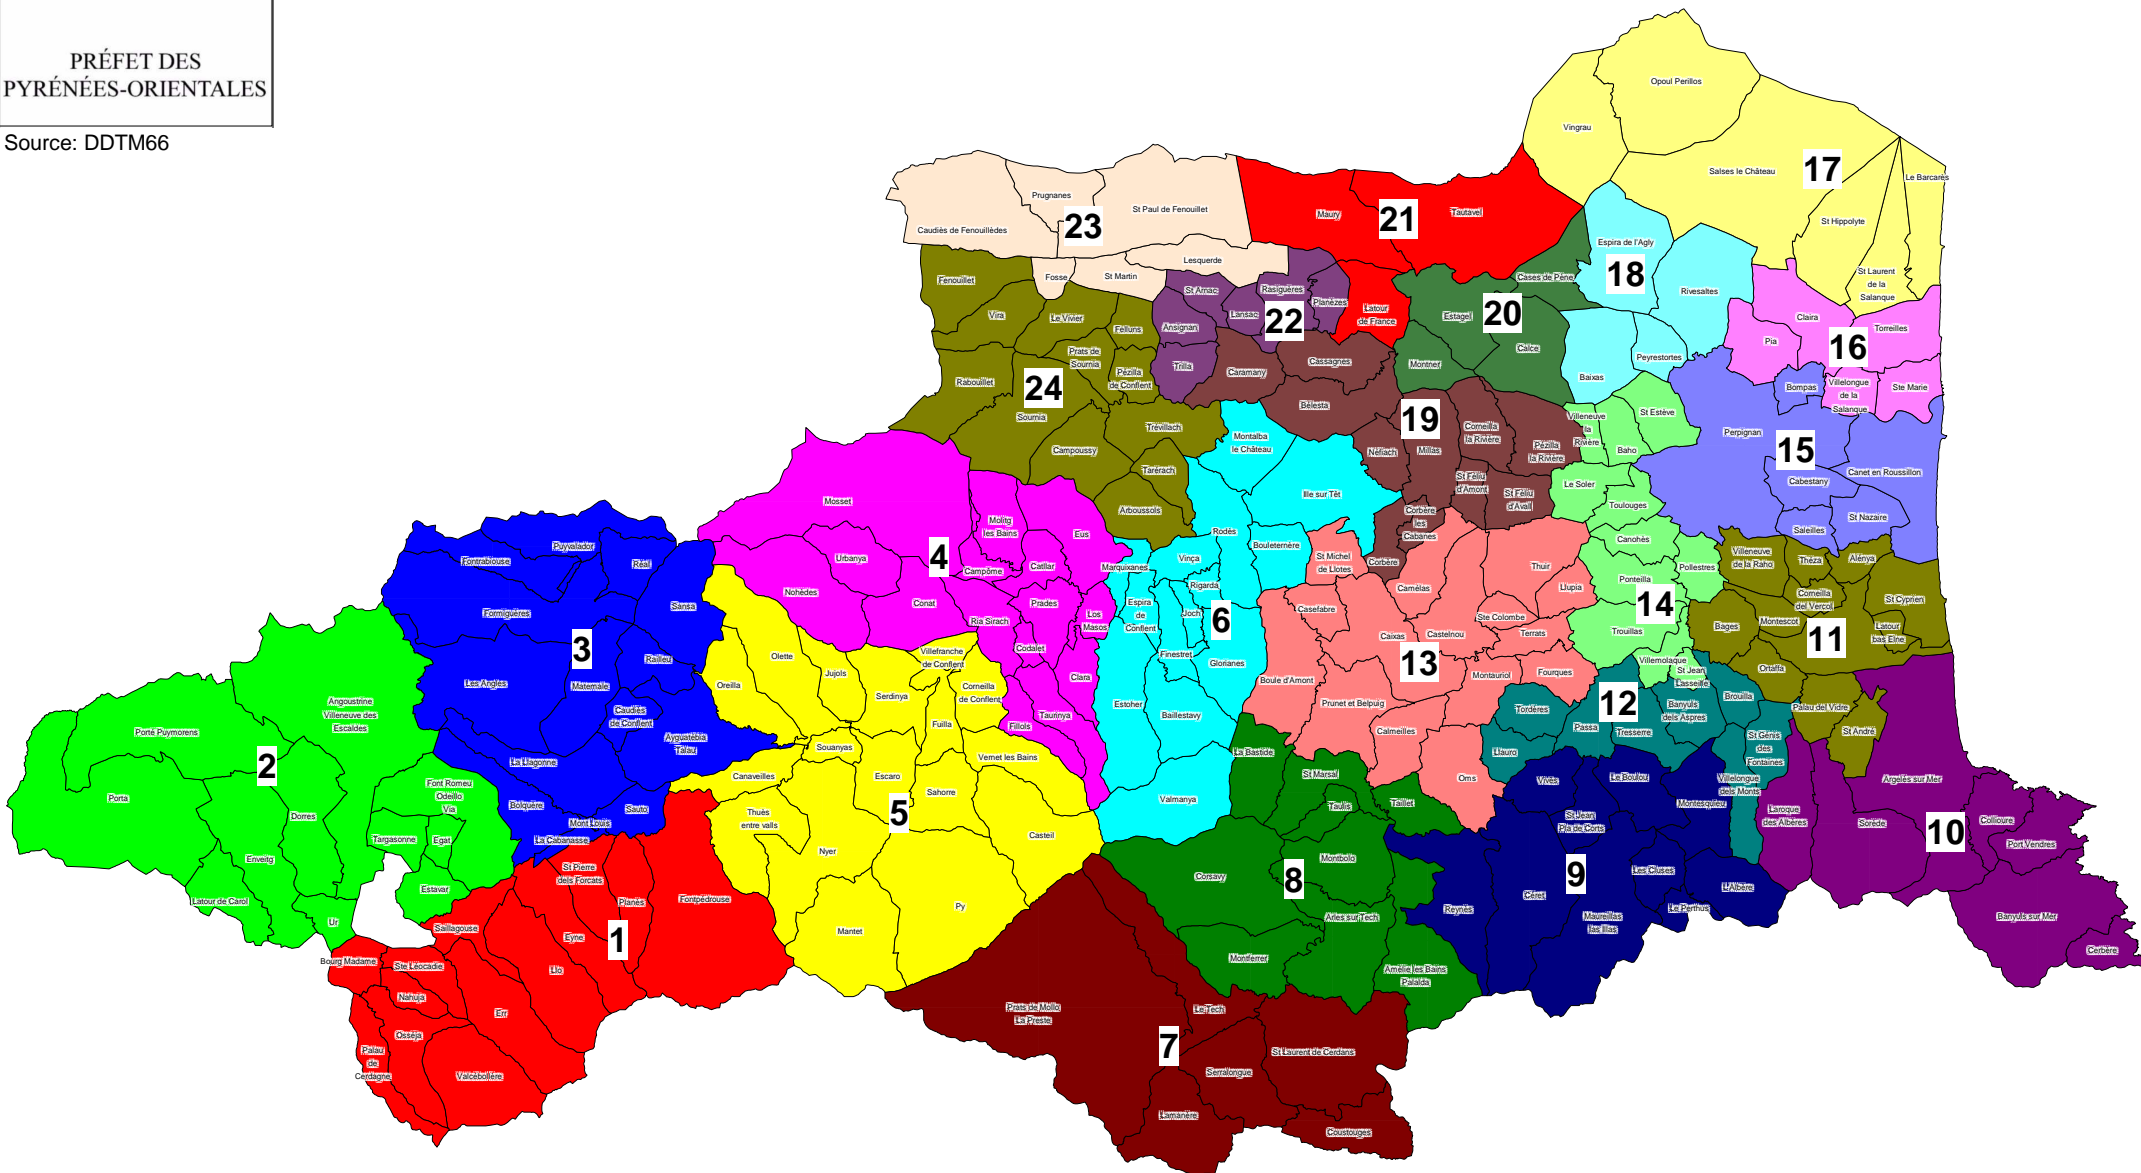 PRÉFET DES
PYRÉNÉES-ORIENTALES
Source: DDTM66
Opoul Perillos
Vingrau
Salses le Château
17
Le Barcarès
St Hippolyte
St Laurent
de la
Salanque
Prugnanes
23
St Paul de Fenouillet
Caudiès de Fenouillèdes
Lesquerde
Fosse
St Martin
Maury
21
Tautavel
Latour
de France
Espira de l'Agly
18
Rivesaltes
Baixas
Peyrestortes
Cases de Pène
Estagel
20
Calce
Montner
Claira
Torreilles
Pia
16
Villelongue
de la
Salanque
Ste Marie
Fenouillet
Vira
Le Vivier
Felluns
Prats de
Sournia
Pézilla
de Conflent
Rabouillet
24
Sournia
Trévillach
Campoussy
Tarérach
Arboussols
St Arnac
Rasiguères
Planèzes
Lansac
22
Ansignan
Trilla
Caramany
Cassagnes
Bélesta
19
Corneilla
la Rivière
Néfiach
Millas
Pézilla
la Rivière
St Féliu
d'Amont
St Féliu
d'Avall
Corbère
les
Cabanes
Corbère
Villeneuve
la
Rivière
St Estève
Baho
Le Soler
Toulouges
Canohès
Pollestres
Ponteilla
14
Trouillas
Villemolaque
St Jean
Lasseille
Bompas
Perpignan
15
Canet en Roussillon
Cabestany
St Nazaire
Saleilles
Montalba
le Château
Ille sur Têt
Rodès
Bouleternère
Vinça
Marquixanes
Rigarda
Espira
de
Conflent
Joch
6
Finestret
Glorianes
Estoher
Baillestavy
Valmanya
Mosset
Molitg
les Bains
Eus
Urbanya
4
Campôme
Catllar
Nohèdes
Conat
Prades
Ria Sirach
Los
Masos
Codalet
Clara
Taurinya
Fillols
Puyvalador
Fontrabiouse
Réal
Formiguères
Sansa
3
Railleu
Les Angles
Matemale
Caudiès
de Conflent
Ayguatébia
Talau
La Llagonne
Bolquère
Sauto
Mont Louis
La Cabanasse
Angoustrine
Villeneuve des
Escaldes
Porté Puymorens
2
Porta
Font Romeu
Odeillo
Via
Dorres
Targasonne
Egat
Enveitg
Estavar
Latour de Carol
Ur
Olette
Oreilla
Jujols
Villefranche
de Conflent
Serdinya
Corneilla
de Conflent
Fuilla
Souanyas
Vernet les Bains
Canaveilles
Escaro
Sahorre
5
Thuès
entre valls
Casteil
Nyer
Py
Mantet
St Pierre
dels Forcats
Planès
Fontpédrouse
Saillagouse
Eyne
1
Bourg Madame
Ste Léocadie
Llo
Nahuja
Err
Osséja
Palau
de
Cerdagne
Valcebollère
St Michel
de Llotes
Camélas
Thuir
Llupia
Casefabre
Ste Colombe
Caixas
Castelnou
Terrats
13
Fourques
Montauriol
Boule d'Amont
Prunet et Belpuig
Calmeilles
Oms
Villeneuve
de la Raho
Théza
Alénya
Corneilla
del Vercol
St Cyprien
Bages
Montescot
11
Latour
bas Elne
Ortaffa
Palau del Vidre
St André
Brouilla
12
Tordères
Banyuls
dels Aspres
Passa
Tresserre
Llauro
St Génis
des
Fontaines
Villelongue
dels Monts
La Bastide
St Marsal
Taulis
Taillet
Montbolo
Corsavy
8
Arles sur Tech
Montferrer
Amélie les Bains
Palalda
Vivès
Le Boulou
Montesquieu
St Jean
Pla de Corts
9
Les Cluses
Céret
L'Albère
Reynès
Le Perthus
Maureillas
las Illas
Argelès sur Mer
Laroque
des Albères
Sorède
10
Collioure
Port Vendres
Banyuls sur Mer
Cerbère
Prats de Mollo
La Preste
Le Tech
7
St Laurent de Cerdans
Serralongue
Lamanère
Coustouges